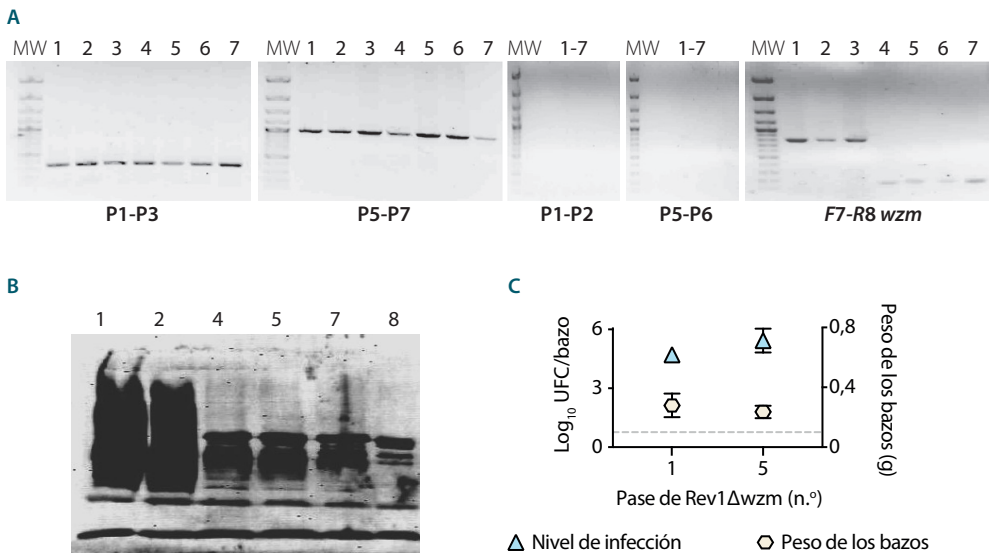 A
MW 1 2 3 4 5 6 7
MW 1 2 3 4 5 6 7
MW 1-7
MW 1-7
MW 1 2 3 4 5 6 7
P1-P3
P5-P7
P1-P2
P5-P6
F7-R8 wzm
B
1 2 4 5 7 8
C
Log₁₀ UFC/bazo
6
3
0
0,8
0,4
0
Peso de los bazos (g)
1 5
Pase de Rev1Δwzm (n.º)
Nivel de infección
Peso de los bazos